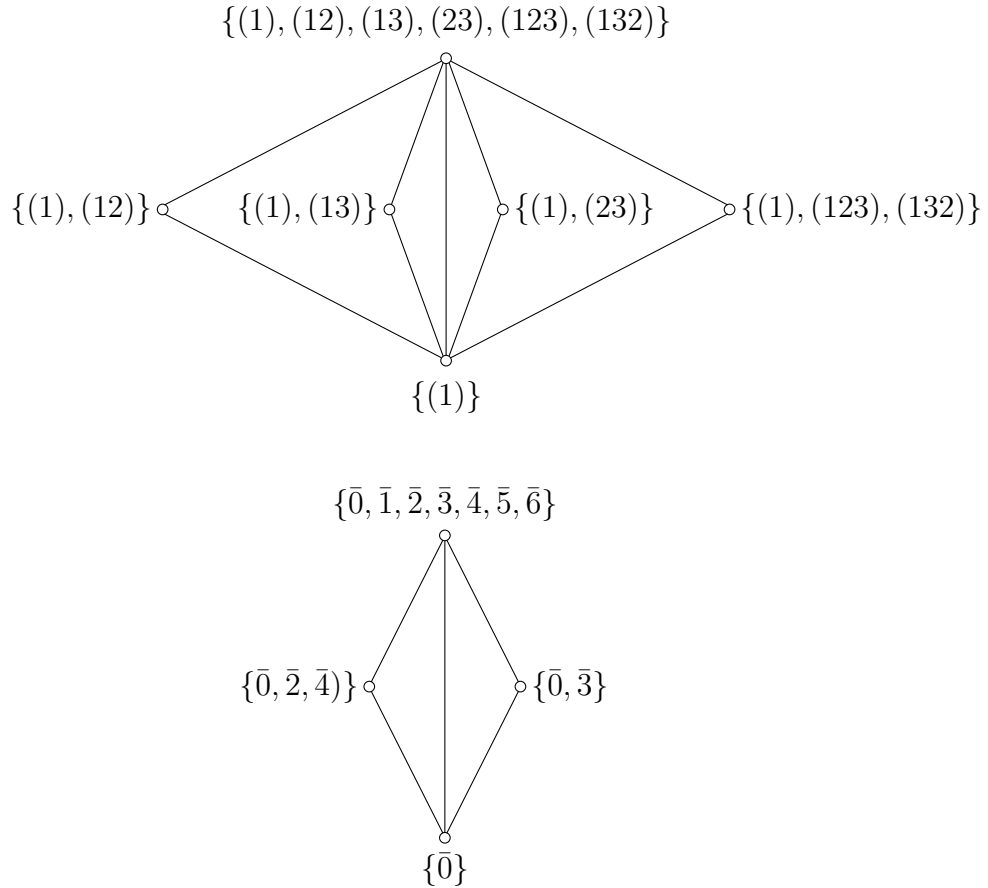 {(1), (12), (13), (23), (123), (132)}
{(1), (12)} {(1), (13)} {(1), (23)} {(1), (123), (132)}
{(1)}
{0̄, 1̄, 2̄, 3̄, 4̄, 5̄, 6̄}
{0̄, 2̄, 4̄)} {0̄, 3̄}
{0̄}